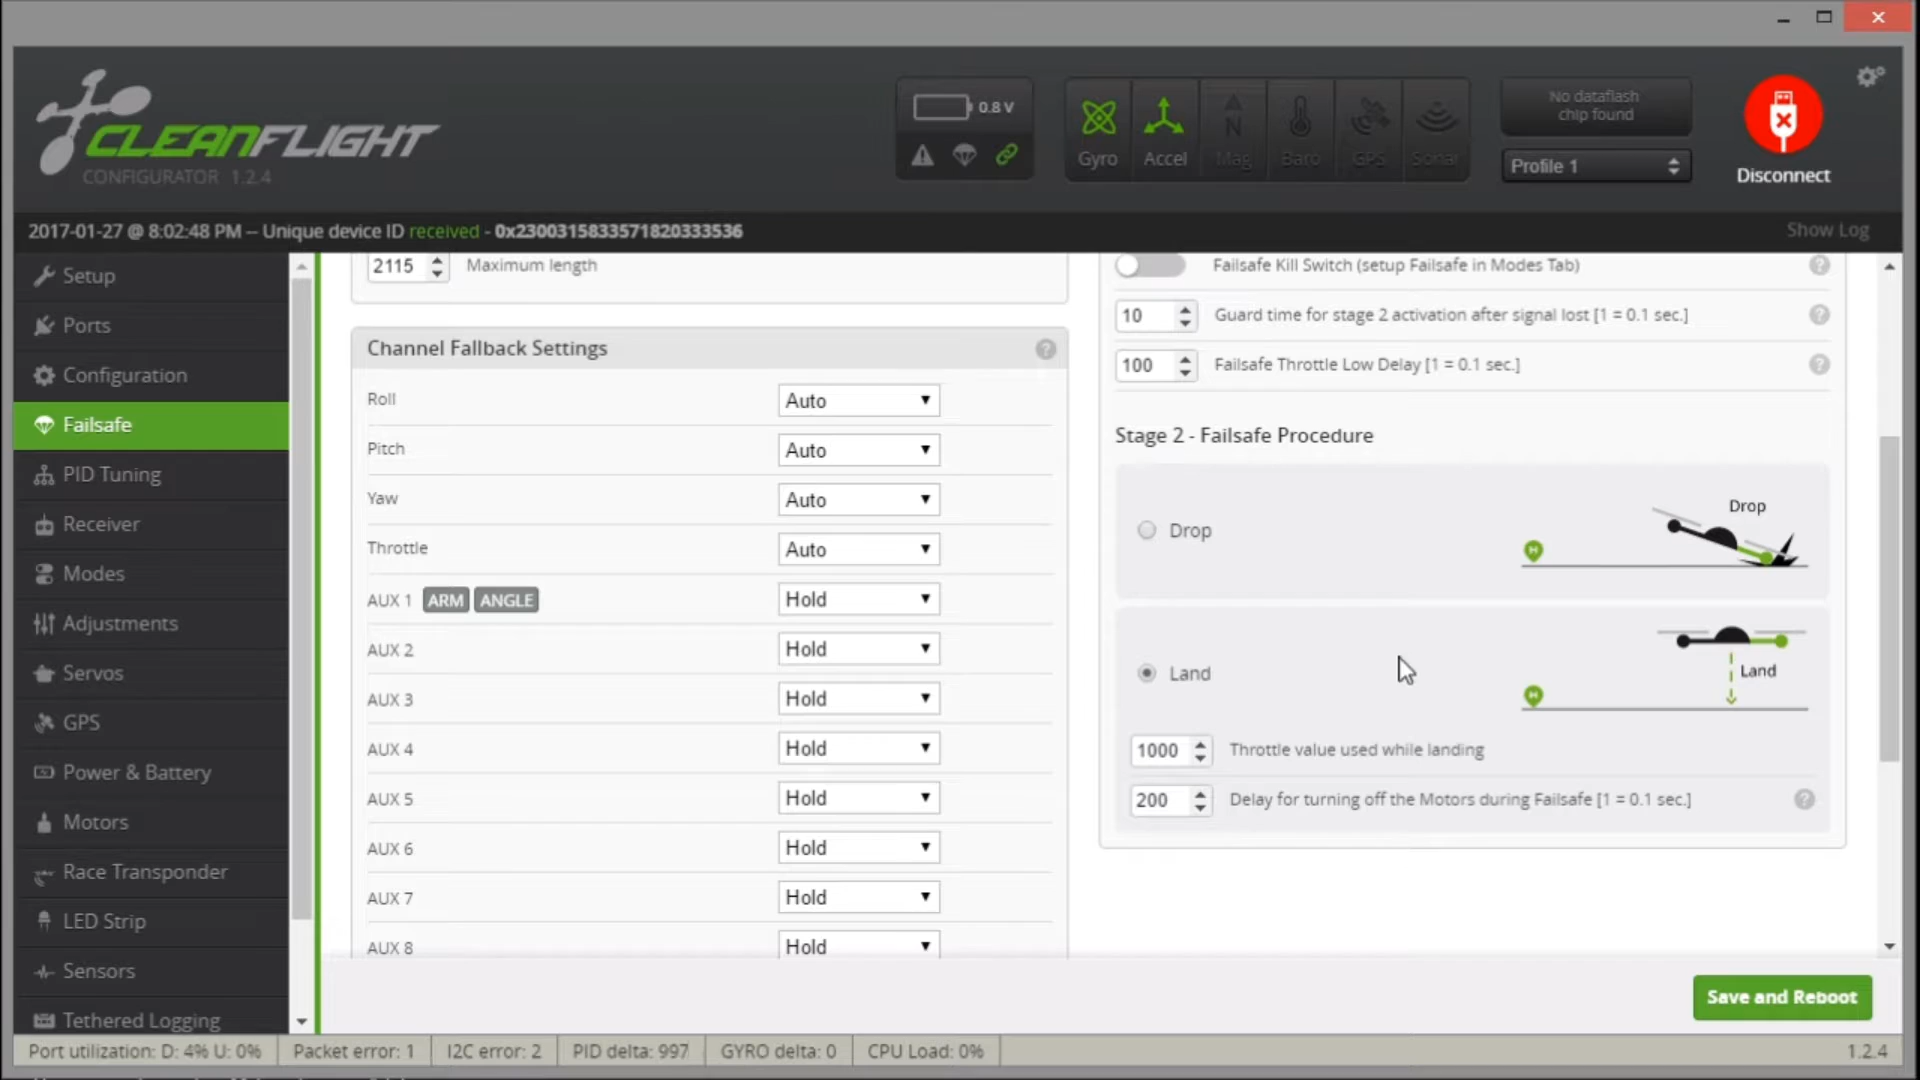 0.8 V
No dataflash
chip found
CLEANFLIGHT
CONFIGURATOR 1.2.4
Gyro
Accel
Mag
Baro
GPS
Sonar
Profile 1
Disconnect
2017-01-27 @ 8:02:48 PM -- Unique device ID received - 0x2300315833571820333536
Show Log
Setup
Ports
Configuration
Failsafe
PID Tuning
Receiver
Modes
Adjustments
Servos
GPS
Power & Battery
Motors
Race Transponder
LED Strip
Sensors
Tethered Logging
2115 Maximum length
Channel Fallback Settings
Roll Auto
Pitch Auto
Yaw Auto
Throttle Auto
AUX 1 ARM ANGLE Hold
AUX 2 Hold
AUX 3 Hold
AUX 4 Hold
AUX 5 Hold
AUX 6 Hold
AUX 7 Hold
AUX 8 Hold
Failsafe Kill Switch (setup Failsafe in Modes Tab)
10 Guard time for stage 2 activation after signal lost [1 = 0.1 sec.]
100 Failsafe Throttle Low Delay [1 = 0.1 sec.]
Stage 2 - Failsafe Procedure
Drop
Drop
Land
Land
1000 Throttle value used while landing
200 Delay for turning off the Motors during Failsafe [1 = 0.1 sec.]
Save and Reboot
Port utilization: D: 4% U: 0%
Packet error: 1
I2C error: 2
PID delta: 997
GYRO delta: 0
CPU Load: 0%
1.2.4